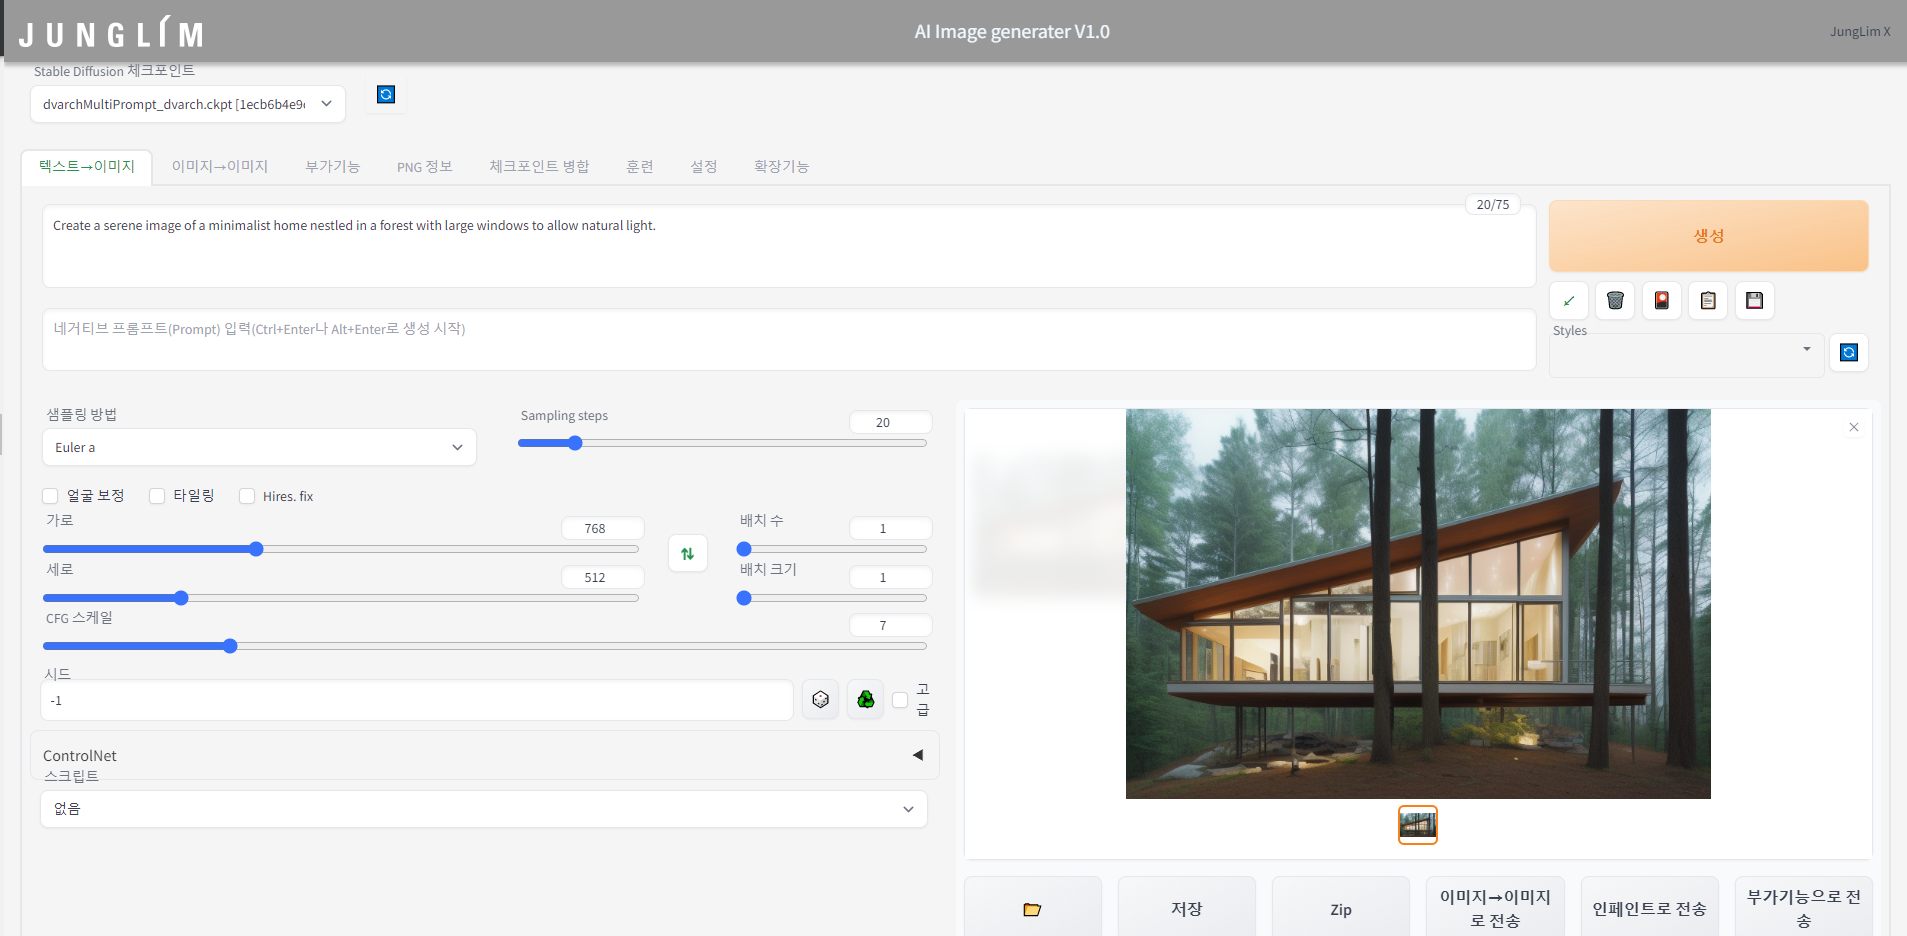 JUNGLÍM
AI Image generater V1.0
JungLim X
Stable Diffusion 체크포인트
dvarchMultiPrompt_dvarch.ckpt [1ecb6b4e9
텍스트→이미지
이미지→이미지
부가기능
PNG 정보
체크포인트 병합
훈련
설정
확장기능
20/75
Create a serene image of a minimalist home nestled in a forest with large windows to allow natural light.
생성
네거티브 프롬프트(Prompt) 입력(Ctrl+Enter나 Alt+Enter로 생성 시작)
Styles
샘플링 방법
Euler a
Sampling steps
20
얼굴 보정
타일링
Hires. fix
가로
768
배치 수
1
세로
512
배치 크기
1
CFG 스케일
7
시드
-1
고급
ControlNet
스크립트
없음
저장
Zip
이미지→이미지
로 전송
인페인트로 전송
부가기능으로 전
송